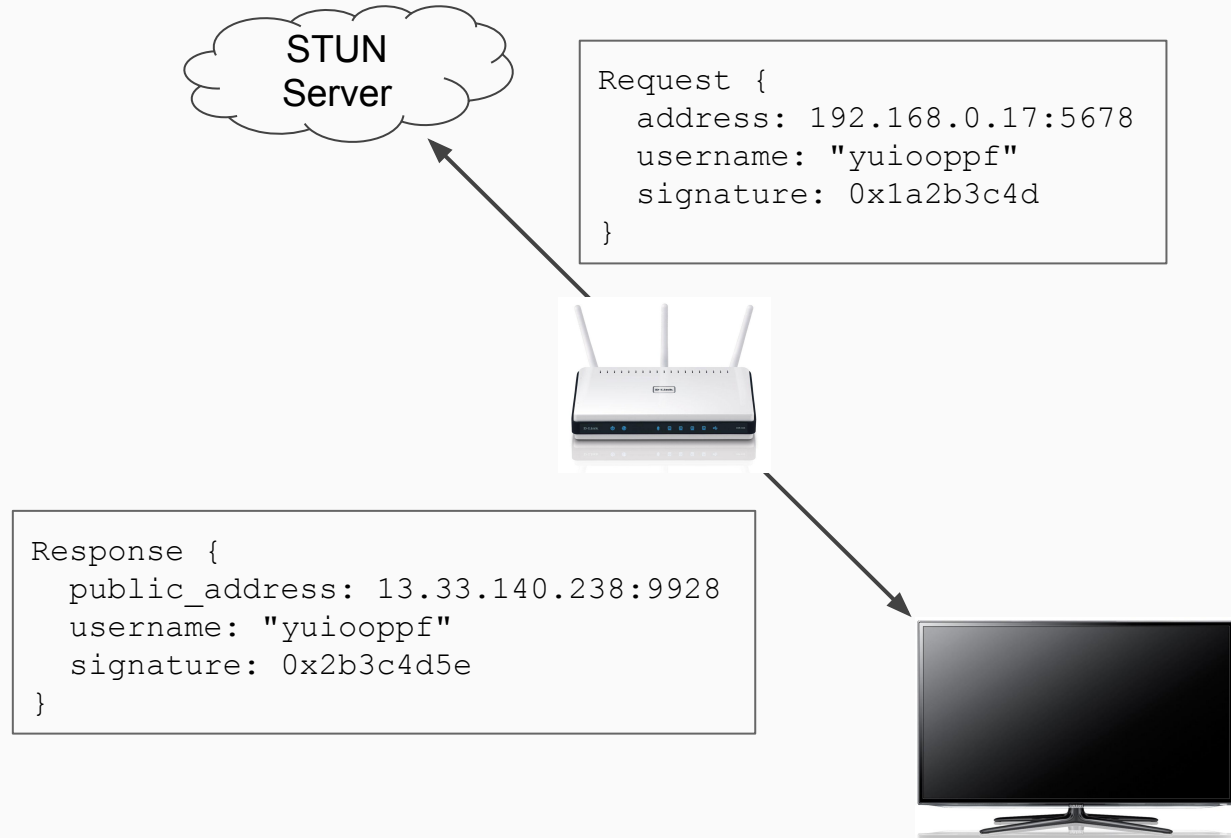 STUN
Server
Request {
  address: 192.168.0.17:5678
  username: "yuiooppf"
  signature: 0x1a2b3c4d
}
Response {
  public_address: 13.33.140.238:9928
  username: "yuiooppf"
  signature: 0x2b3c4d5e
}